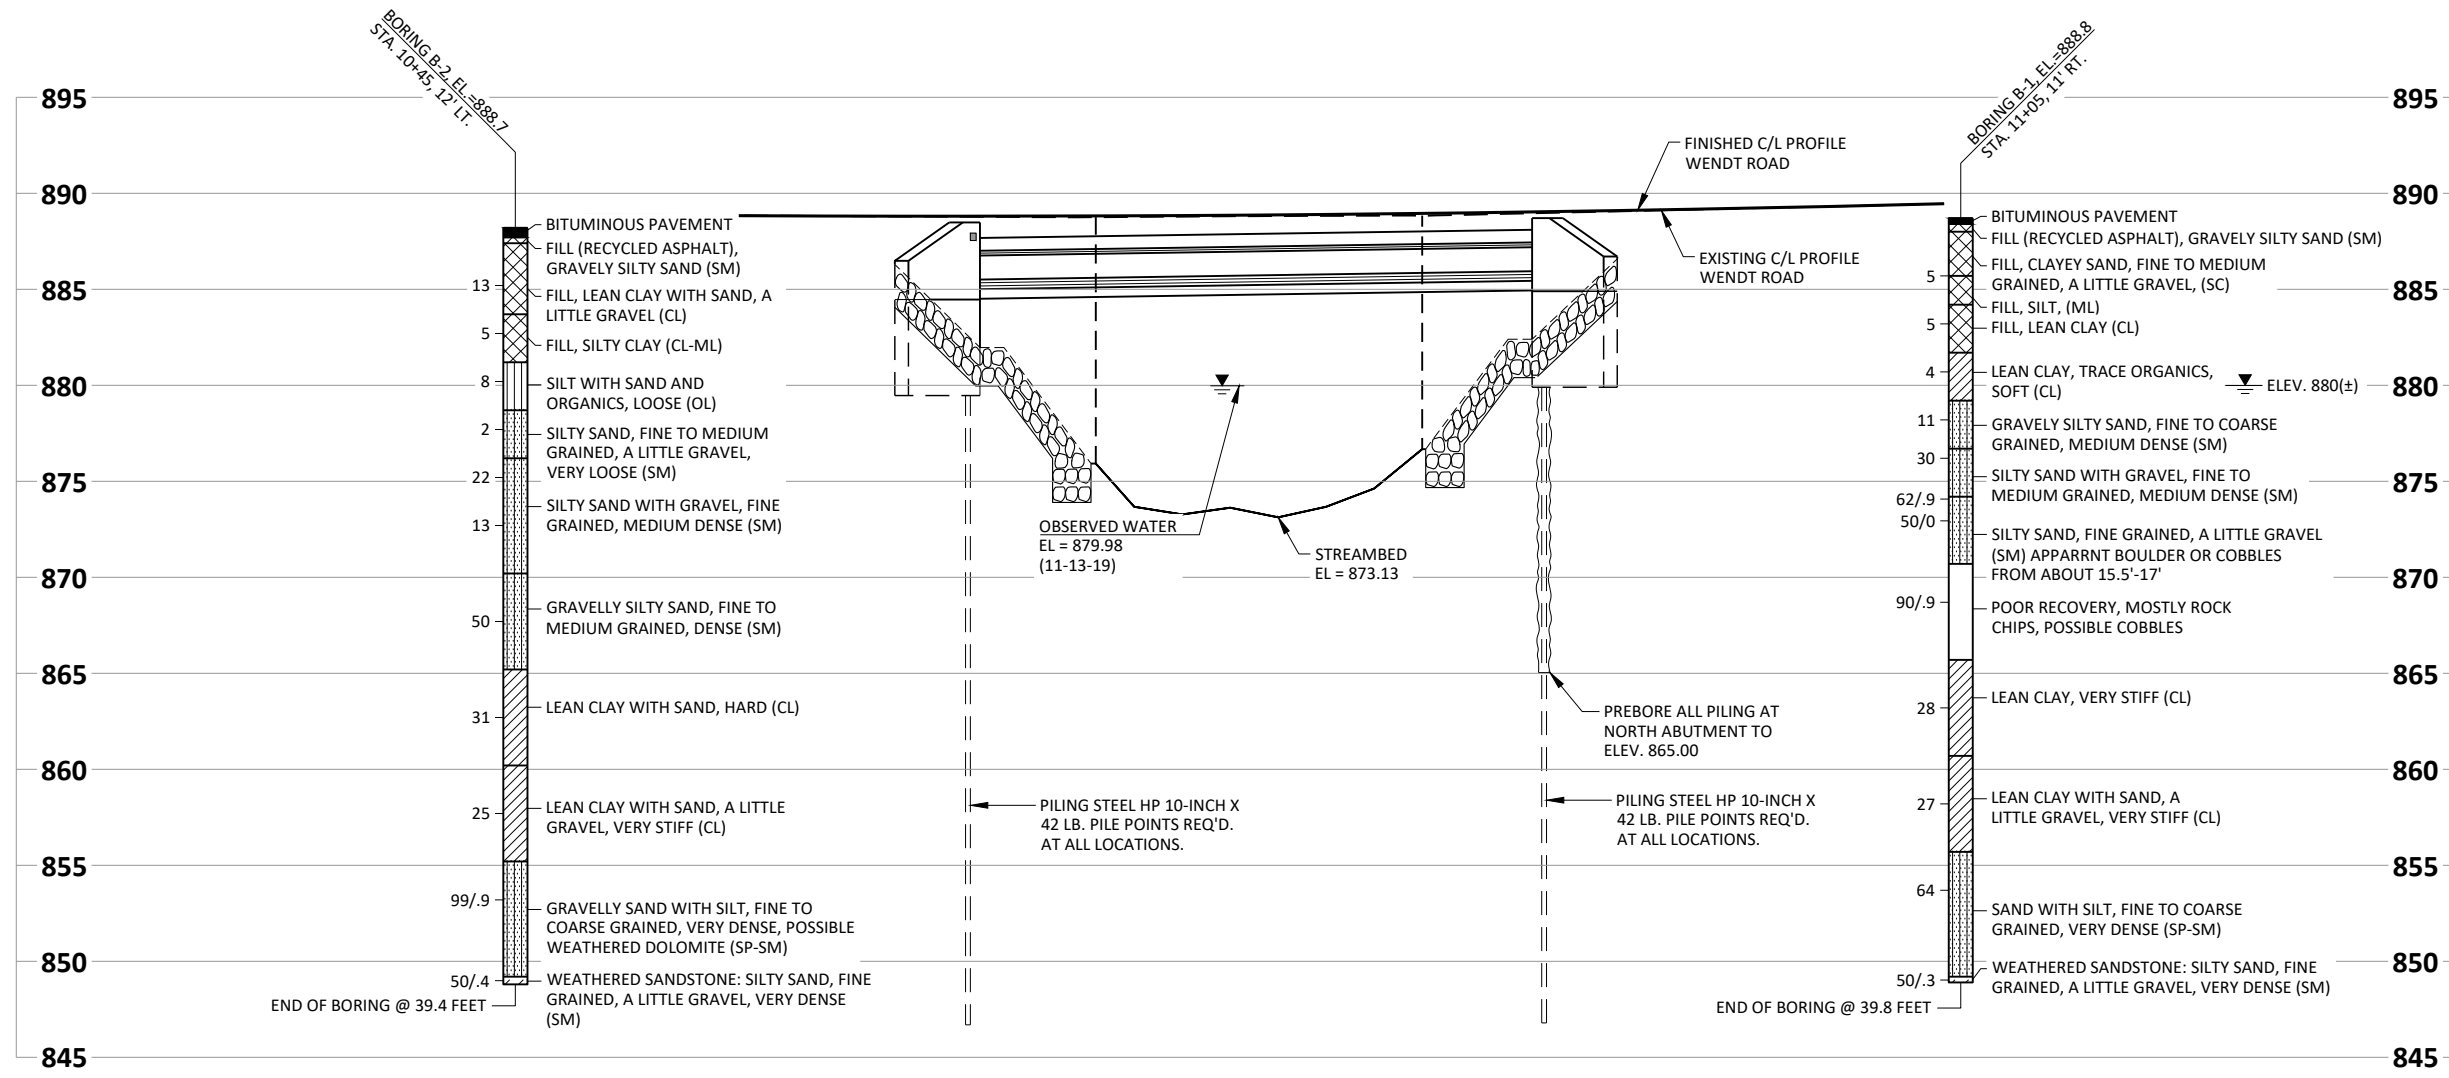 BORING B-2, EL.=888.7
STA. 10+45, 12' LT.
BORING B-1, EL.=888.8
STA. 11+05, 11' RT.
895
895
890
890
885
885
880
880
875
875
870
870
865
865
860
860
855
855
850
850
845
845
BITUMINOUS PAVEMENT
FILL (RECYCLED ASPHALT),
GRAVELY SILTY SAND (SM)
13
FILL, LEAN CLAY WITH SAND, A
LITTLE GRAVEL (CL)
5
FILL, SILTY CLAY (CL-ML)
8
SILT WITH SAND AND
ORGANICS, LOOSE (OL)
2
SILTY SAND, FINE TO MEDIUM
GRAINED, A LITTLE GRAVEL,
VERY LOOSE (SM)
22
SILTY SAND WITH GRAVEL, FINE
GRAINED, MEDIUM DENSE (SM)
13
GRAVELLY SILTY SAND, FINE TO
MEDIUM GRAINED, DENSE (SM)
50
LEAN CLAY WITH SAND, HARD (CL)
31
LEAN CLAY WITH SAND, A LITTLE
GRAVEL, VERY STIFF (CL)
25
99/.9
GRAVELLY SAND WITH SILT, FINE TO
COARSE GRAINED, VERY DENSE, POSSIBLE
WEATHERED DOLOMITE (SP-SM)
50/.4
WEATHERED SANDSTONE: SILTY SAND, FINE
GRAINED, A LITTLE GRAVEL, VERY DENSE
(SM)
END OF BORING @ 39.4 FEET
FINISHED C/L PROFILE
WENDT ROAD
EXISTING C/L PROFILE
WENDT ROAD
OBSERVED WATER
EL = 879.98
(11-13-19)
STREAMBED
EL = 873.13
PREBORE ALL PILING AT
NORTH ABUTMENT TO
ELEV. 865.00
PILING STEEL HP 10-INCH X
42 LB. PILE POINTS REQ'D.
AT ALL LOCATIONS.
PILING STEEL HP 10-INCH X
42 LB. PILE POINTS REQ'D.
AT ALL LOCATIONS.
BITUMINOUS PAVEMENT
FILL (RECYCLED ASPHALT), GRAVELY SILTY SAND (SM)
FILL, CLAYEY SAND, FINE TO MEDIUM
GRAINED, A LITTLE GRAVEL, (SC)
5
FILL, SILT, (ML)
5
FILL, LEAN CLAY (CL)
4
LEAN CLAY, TRACE ORGANICS,
SOFT (CL)
ELEV. 880(±)
11
GRAVELY SILTY SAND, FINE TO COARSE
GRAINED, MEDIUM DENSE (SM)
30
SILTY SAND WITH GRAVEL, FINE TO
MEDIUM GRAINED, MEDIUM DENSE (SM)
62/.9
50/0
SILTY SAND, FINE GRAINED, A LITTLE GRAVEL
(SM) APPARRNT BOULDER OR COBBLES
FROM ABOUT 15.5'-17'
90/.9
POOR RECOVERY, MOSTLY ROCK
CHIPS, POSSIBLE COBBLES
LEAN CLAY, VERY STIFF (CL)
28
27
LEAN CLAY WITH SAND, A
LITTLE GRAVEL, VERY STIFF (CL)
64
SAND WITH SILT, FINE TO COARSE
GRAINED, VERY DENSE (SP-SM)
50/.3
WEATHERED SANDSTONE: SILTY SAND, FINE
GRAINED, A LITTLE GRAVEL, VERY DENSE (SM)
END OF BORING @ 39.8 FEET